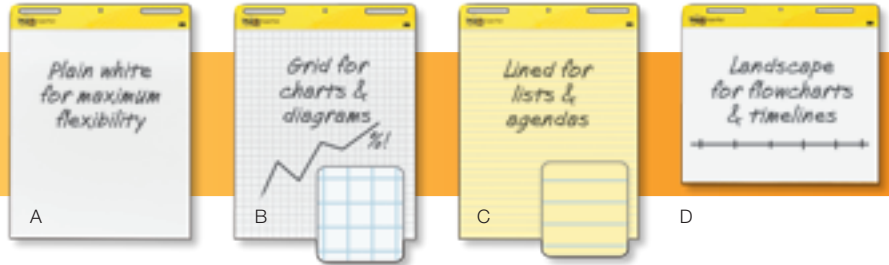 Plain white
for maximum
flexibility
A
Grid for
charts &
diagrams
%!
B
Lined for
lists &
agendas
C
Landscape
for flowcharts
& timelines
D